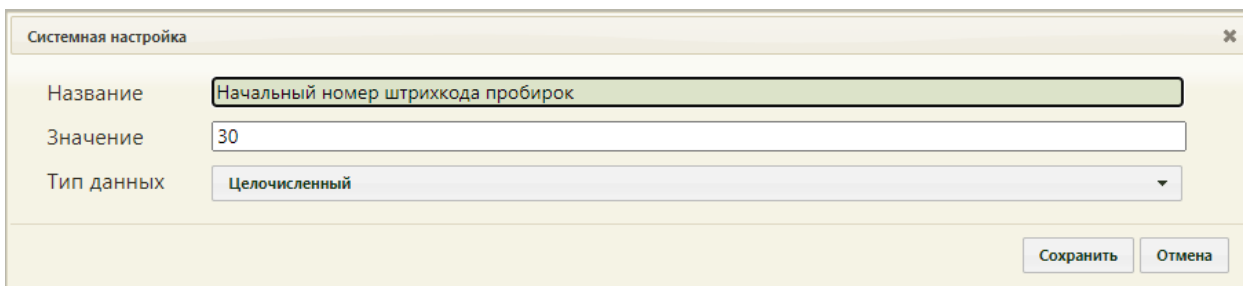 Системная настройка
Название Начальный номер штрихкода пробирок
Значение 30
Тип данных Целочисленный
Сохранить Отмена